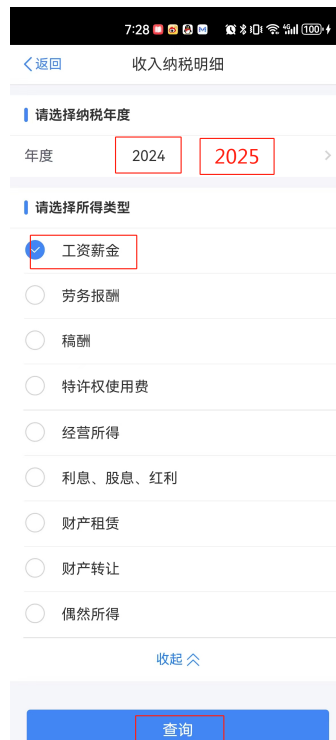 7:28 4G 100
返回 收入纳税明细
请选择纳税年度
年度 2024 2025
请选择所得类型
工资薪金
劳务报酬
稿酬
特许权使用费
经营所得
利息、股息、红利
财产租赁
财产转让
偶然所得
收起
查询